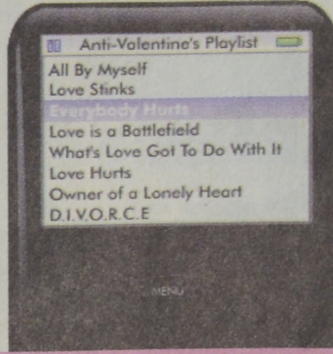 Anti-Valentine's Playlist
All By Myself
Love Stinks
Everybody Hurts
Love is a Battlefield
What's Love Got To Do With It
Love Hurts
Owner of a Lonely Heart
D.I.V.O.R.C.E
MENU